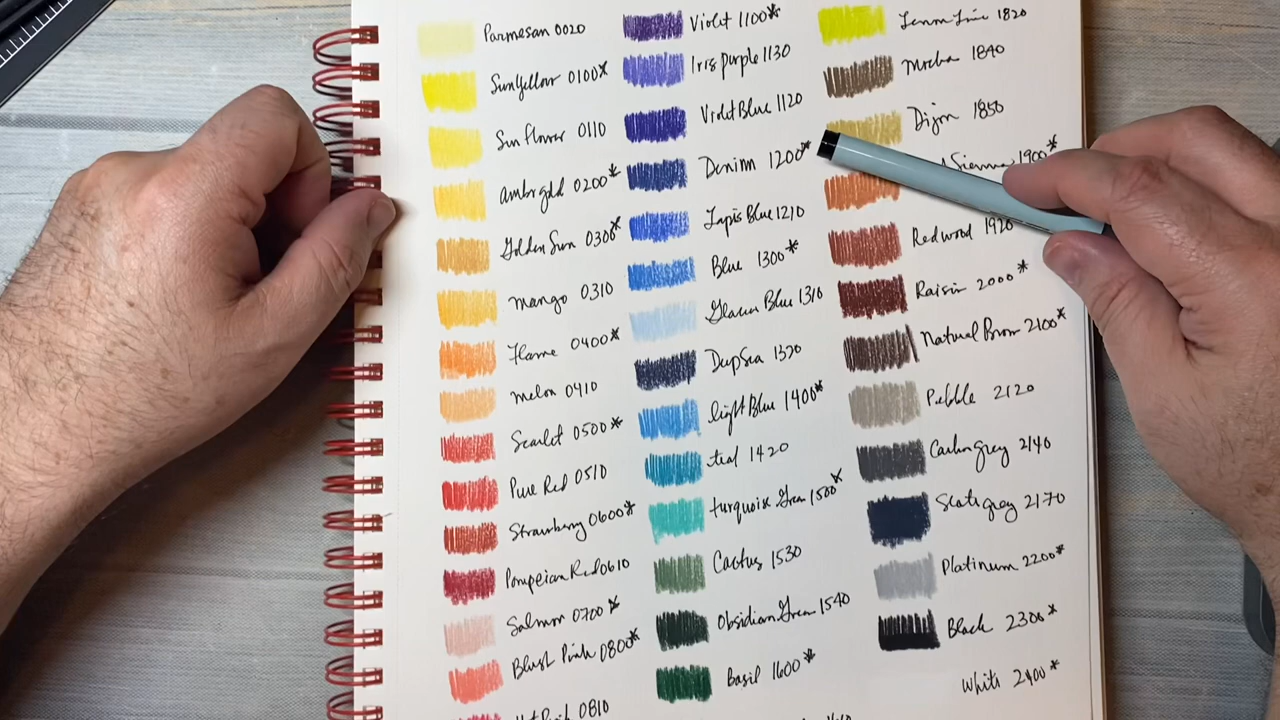 Parmesan 0020
Sun Yellow 0100*
Sunflower 0110
Ambrgold 0200*
Golden Sun 0300*
Mango 0310
Flame 0400*
Melon 0410
Scarlet 0500*
Pure Red 0510
Strawberry 0600*
Pompeian Red 0610
Salmon 0700*
Blush Pink 0800*
Hot Pink 0810
Violet 1100*
Iris purple 1130
Violet Blue 1120
Denim 1200*
Lapis Blue 1210
Blue 1300*
Glacier Blue 1310
Deep Sea 1320
light Blue 1400*
teal 1420
turquoise Green 1500*
Cactus 1530
Obsidian Green 1540
Basil 1600*
Lemon Lime 1820
Mocha 1840
Dijon 1850
Sienna 1900*
Redwood 1920
Raisin 2000*
Natural Brown 2100*
Pebble 2120
Carbon grey 2140
Slate grey 2170
Platinum 2200*
Black 2300*
White 2400*